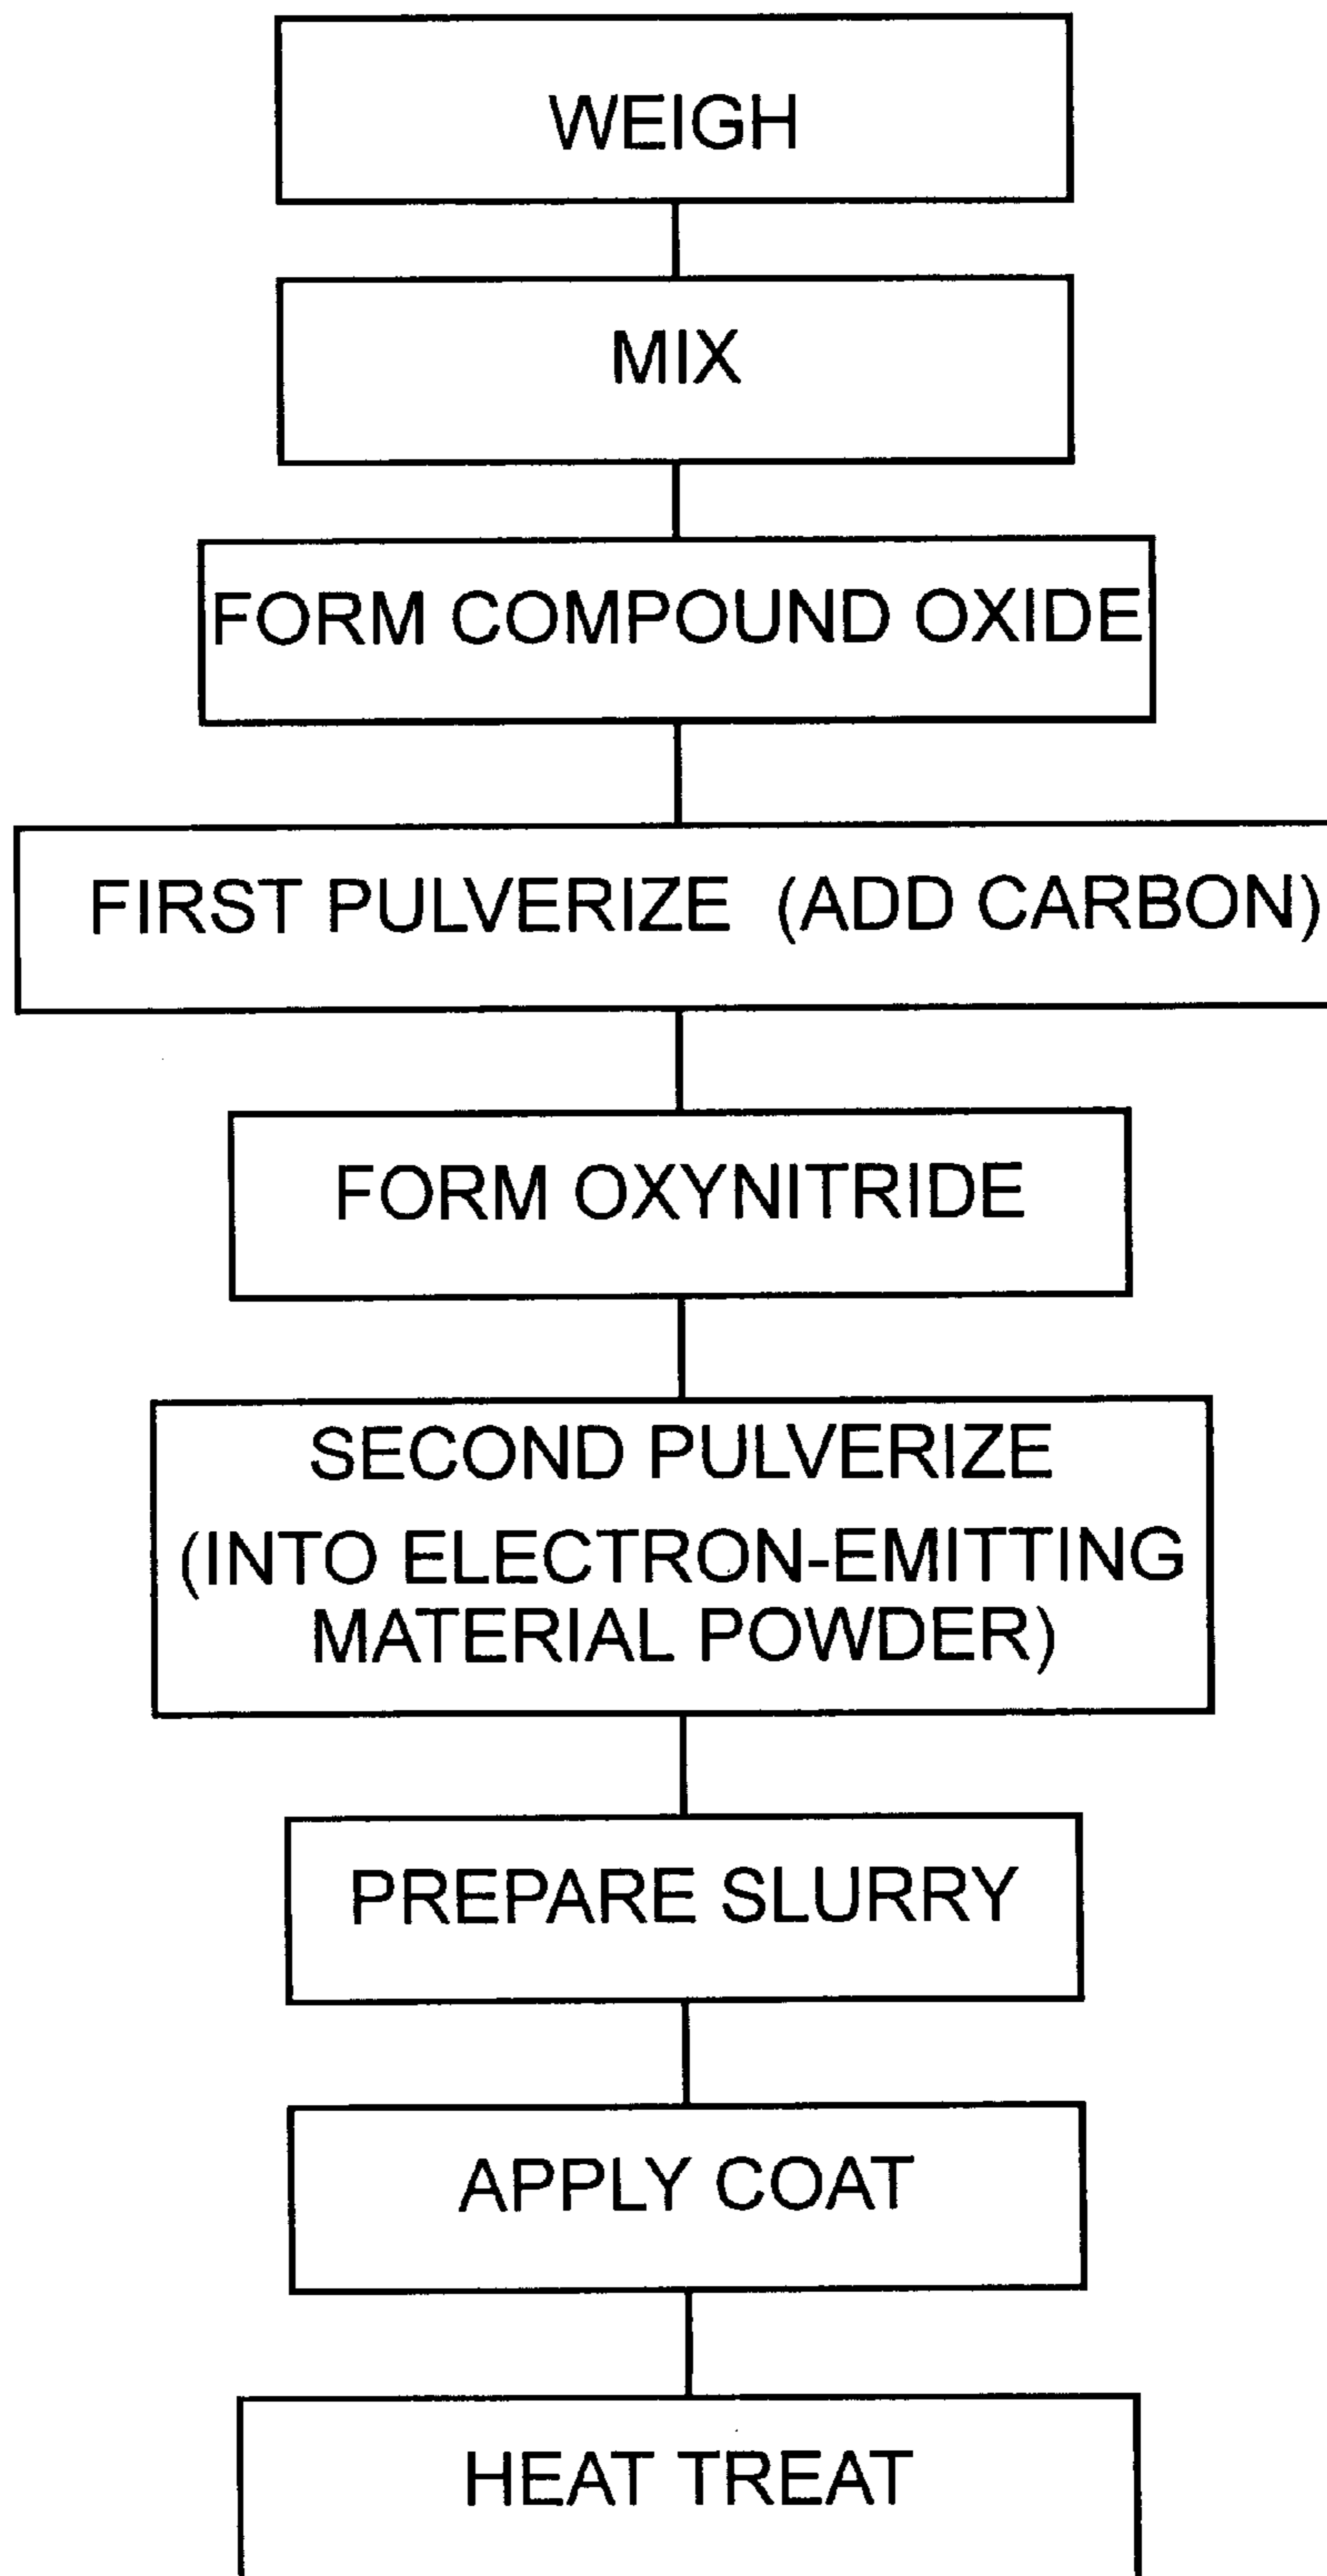 WEIGH
MIX
FORM COMPOUND OXIDE
FIRST PULVERIZE (ADD CARBON)
FORM OXYNITRIDE
SECOND PULVERIZE
(INTO ELECTRON-EMITTING
MATERIAL POWDER)
PREPARE SLURRY
APPLY COAT
HEAT TREAT